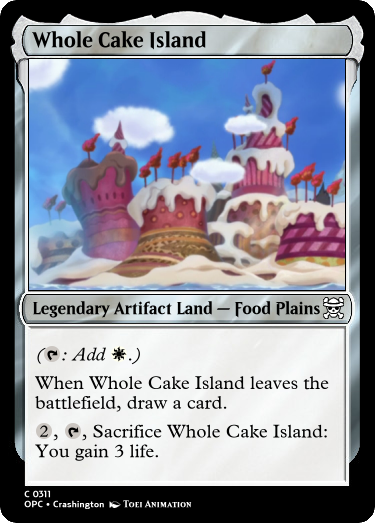 Whole Cake Island
Legendary Artifact Land — Food Plains
(: Add .)
When Whole Cake Island leaves the
battlefield, draw a card.
2, , Sacrifice Whole Cake Island:
You gain 3 life.
C 0311
OPC • Crashington Toei Animation